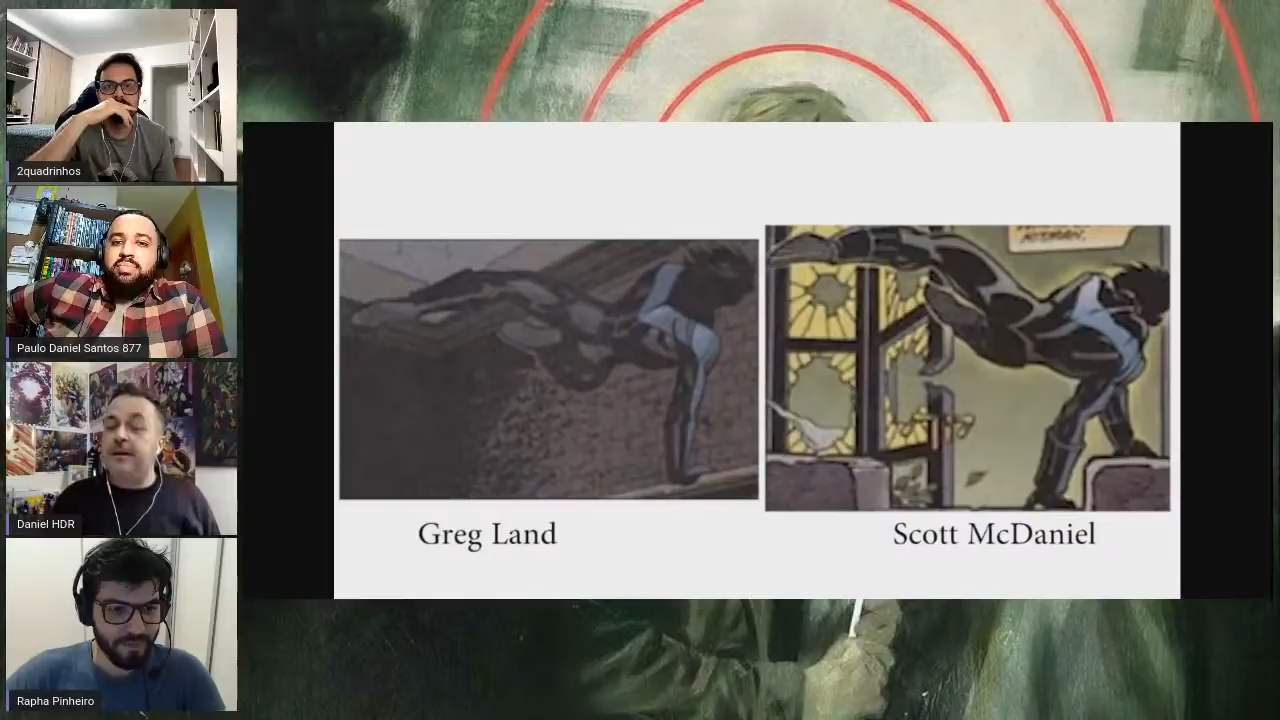 2quadrinhos
Paulo Daniel Santos 877
Daniel HDR
Rapha Pinheiro
Greg Land
Scott McDaniel